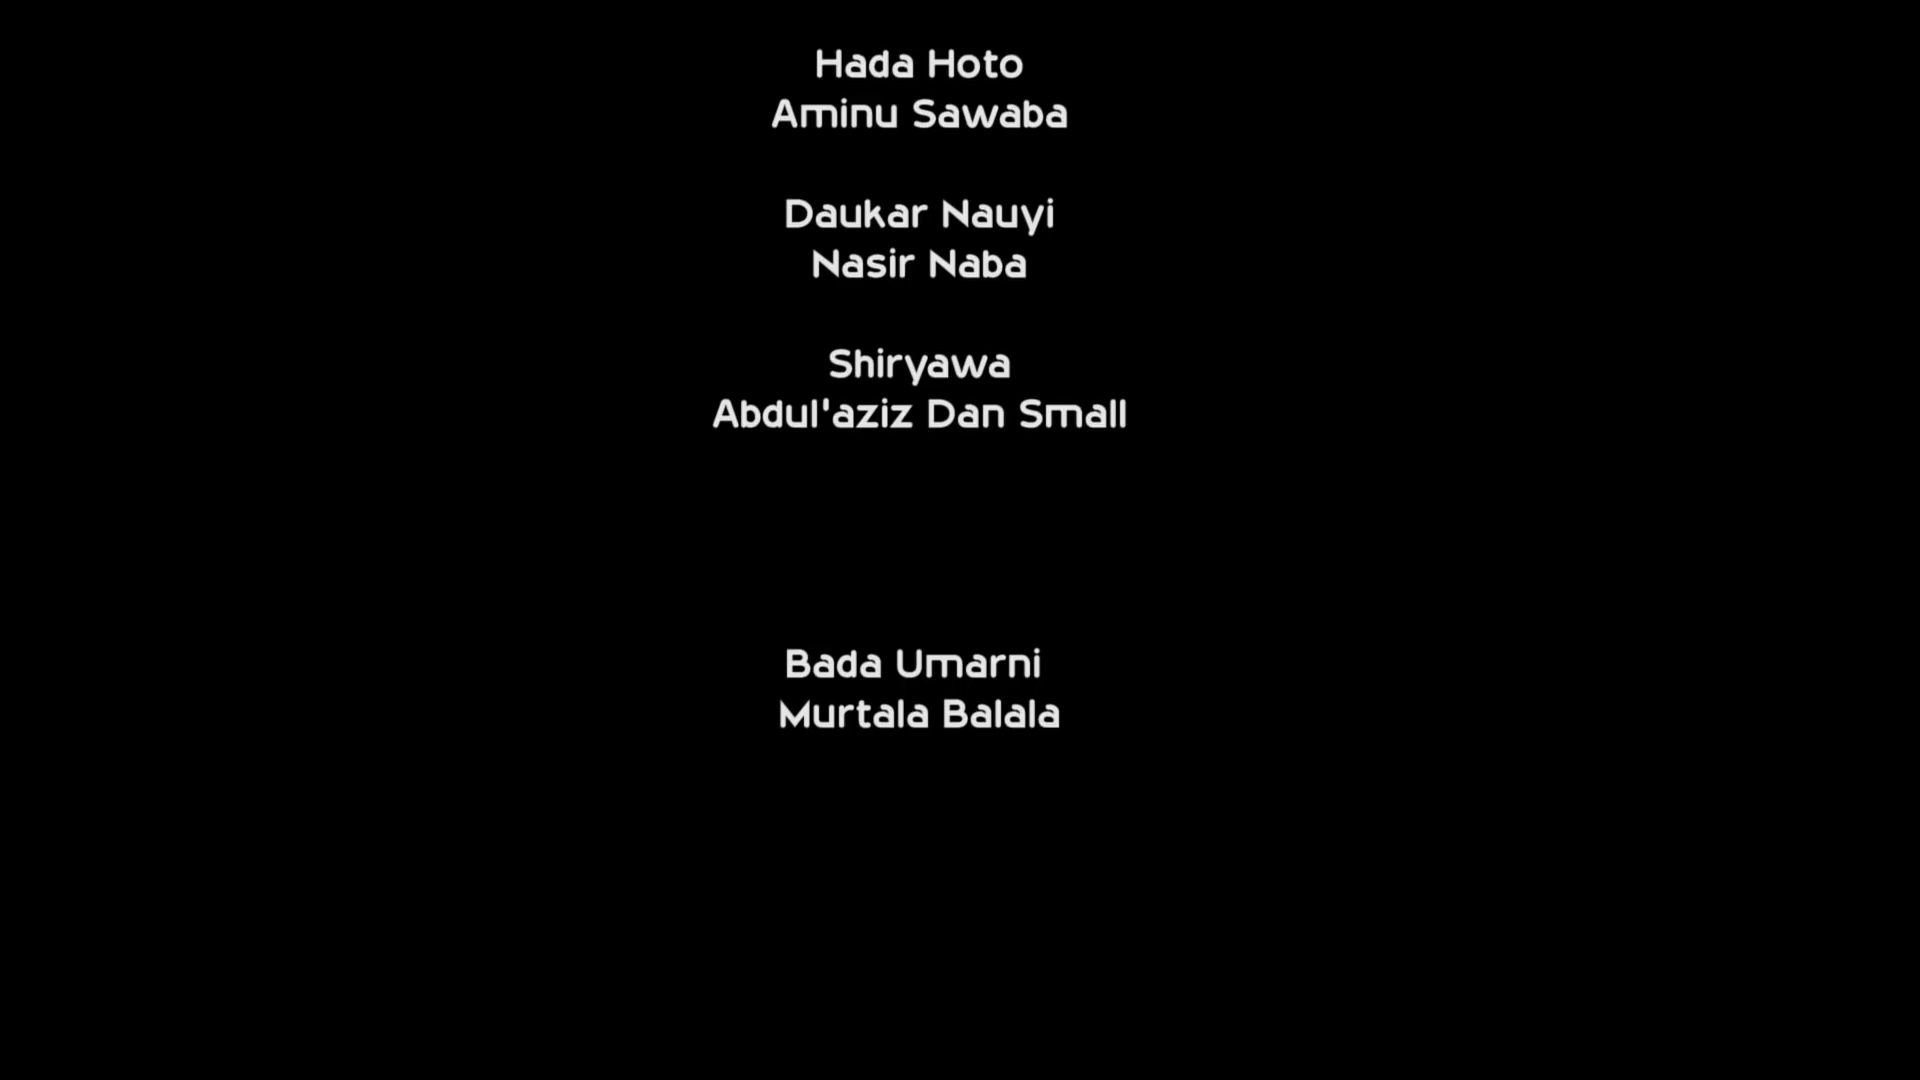 Hada Hoto
Aminu Sawaba
Daukar Nauyi
Nasir Naba
Shiryawa
Abdul'aziz Dan Small
Bada Umarni
Murtala Balala